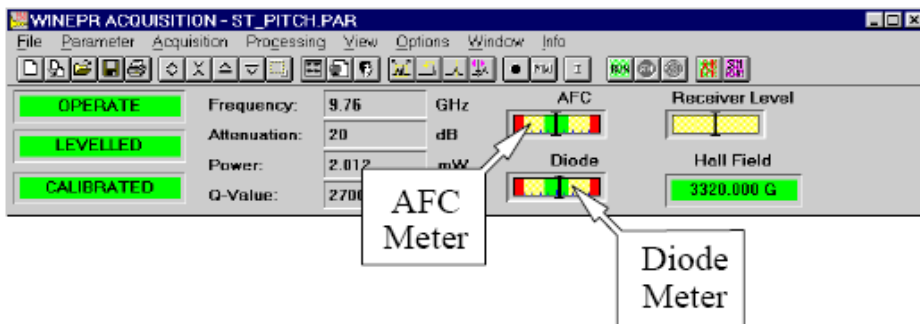 WINEPR ACQUISITION - ST_PITCH.PAR
File Parameter Acquisition Processing View Options Window Info
RUN
OPERATE Frequency: 9.76 GHz AFC Receiver Level
LEVELLED Attenuation: 20 dB
Power: 2.012 mW Diode Hall Field
CALIBRATED Q-Value: 3320.000 G
AFC
Meter
Diode
Meter